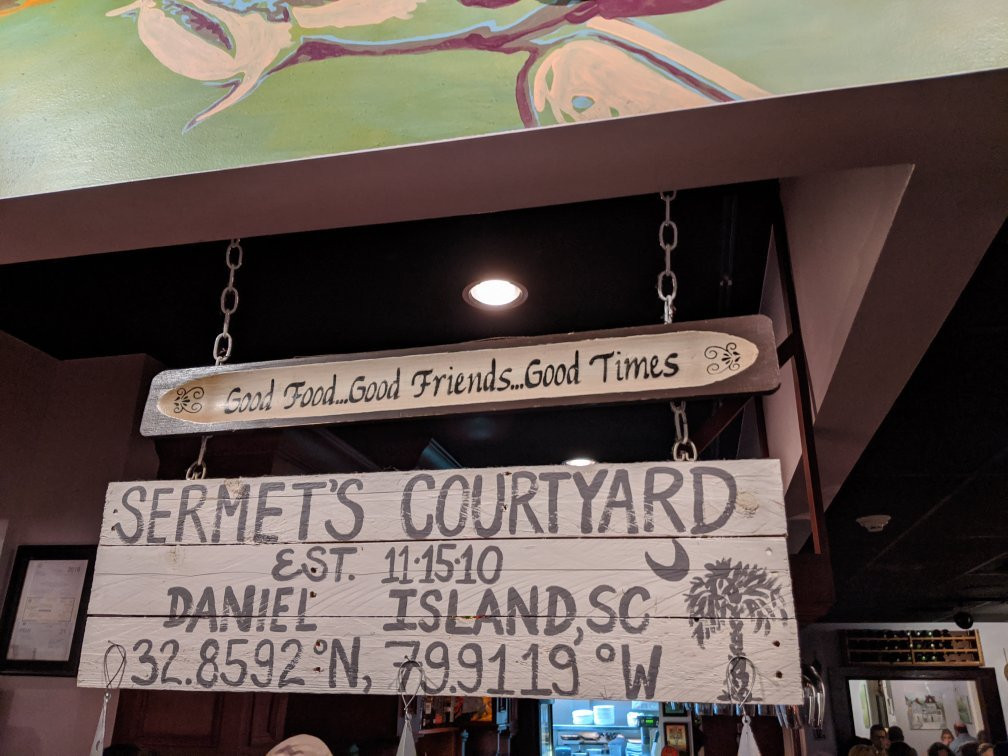 Good Food...Good Friends...Good Times
SERMET'S COURTYARD
EST. 11·15·10
DANIEL ISLAND, SC
32.8592 °N, 79.9119 °W